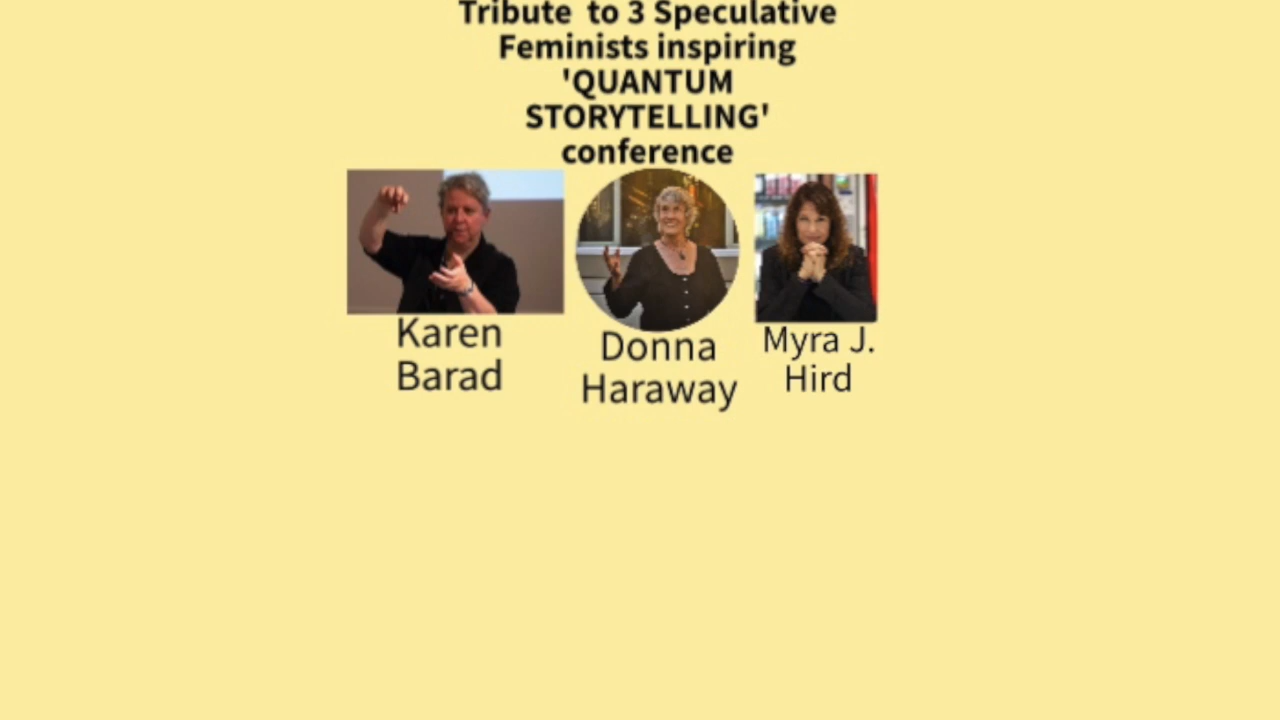 Tribute to 3 Speculative
Feminists inspiring
'QUANTUM
STORYTELLING'
conference
Karen
Barad
Donna
Haraway
Myra J.
Hird